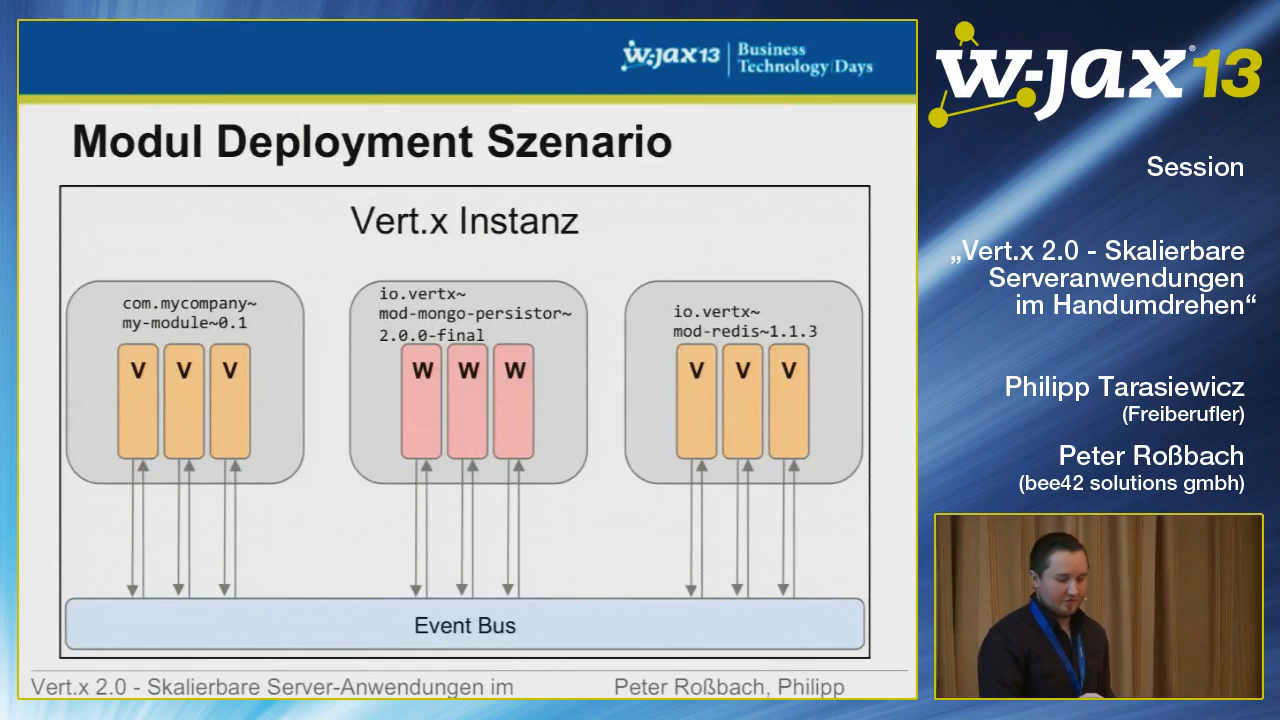 w-jax13
Business
Technology Days
Modul Deployment Szenario
Vert.x Instanz
com.mycompany~
my-module~0.1
V V V
io.vertx~
mod-mongo-persistor~
2.0.0-final
W W W
io.vertx~
mod-redis~1.1.3
V V V
Event Bus
Vert.x 2.0 - Skalierbare Server-Anwendungen im
Peter Roßbach, Philipp
w-jax® 13
Session
„Vert.x 2.0 - Skalierbare
Serveranwendungen
im Handumdrehen“
Philipp Tarasiewicz
(Freiberufler)
Peter Roßbach
(bee42 solutions gmbh)